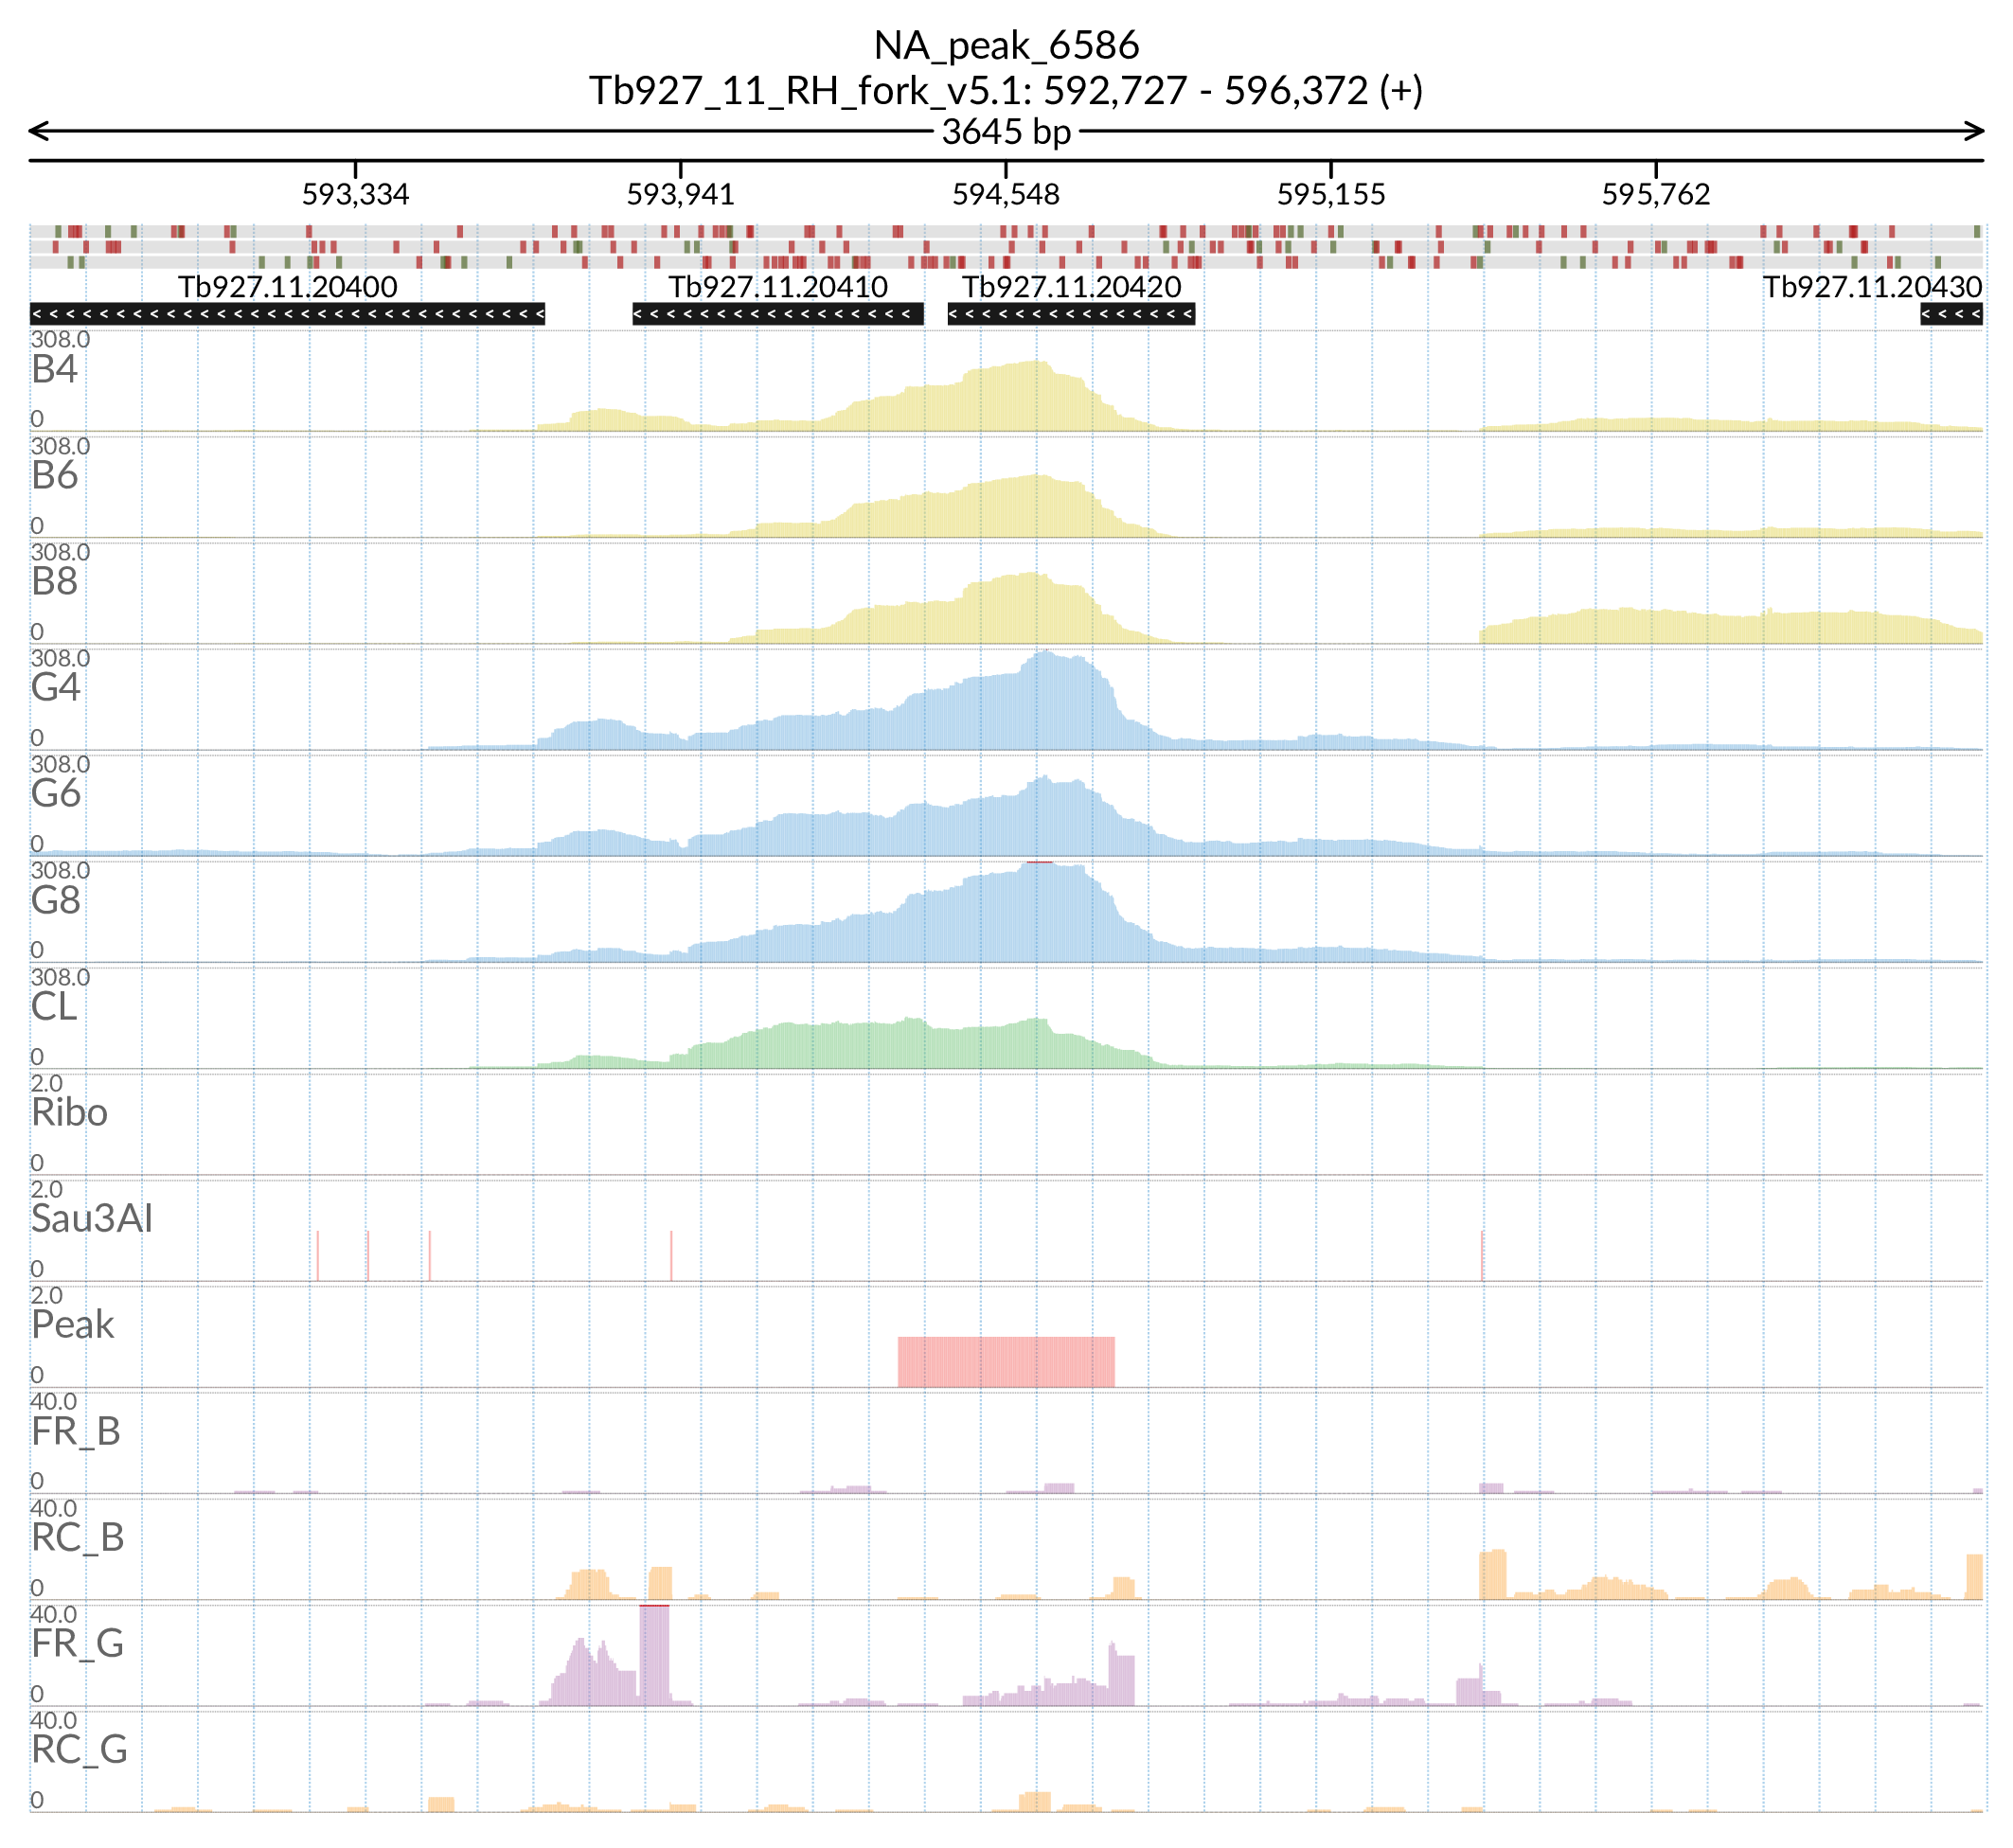 NA_peak_6586
Tb927_11_RH_fork_v5.1: 592,727 - 596,372 (+)
3645 bp
593,334 593,941 594,548 595,155 595,762
Tb927.11.20400 Tb927.11.20410 Tb927.11.20420 Tb927.11.20430
308.0
B4
0
308.0
B6
0
308.0
B8
0
308.0
G4
0
308.0
G6
0
308.0
G8
0
308.0
CL
0
2.0
Ribo
0
2.0
Sau3AI
0
2.0
Peak
0
40.0
FR_B
0
40.0
RC_B
0
40.0
FR_G
0
40.0
RC_G
0